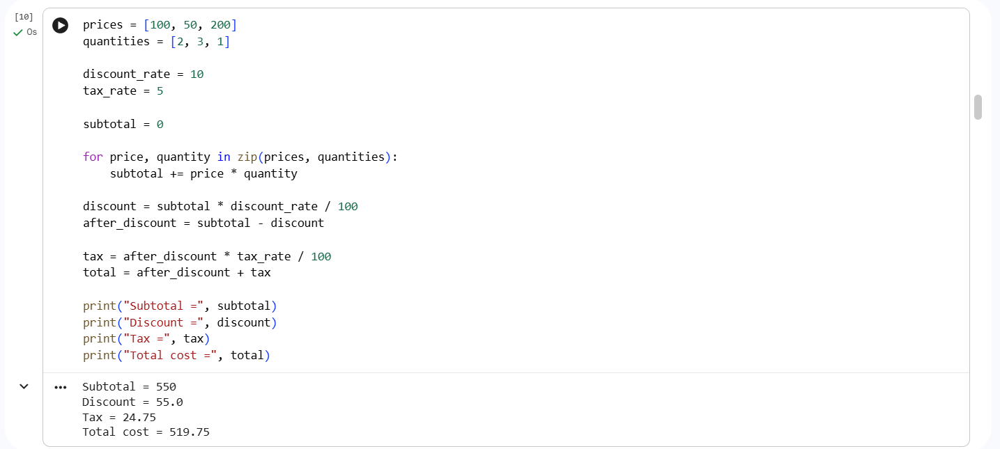 [10]
0s
prices = [100, 50, 200]
quantities = [2, 3, 1]
discount_rate = 10
tax_rate = 5
subtotal = 0
for price, quantity in zip(prices, quantities):
    subtotal += price * quantity
discount = subtotal * discount_rate / 100
after_discount = subtotal - discount
tax = after_discount * tax_rate / 100
total = after_discount + tax
print("Subtotal =", subtotal)
print("Discount =", discount)
print("Tax =", tax)
print("Total cost =", total)
Subtotal = 550
Discount = 55.0
Tax = 24.75
Total cost = 519.75